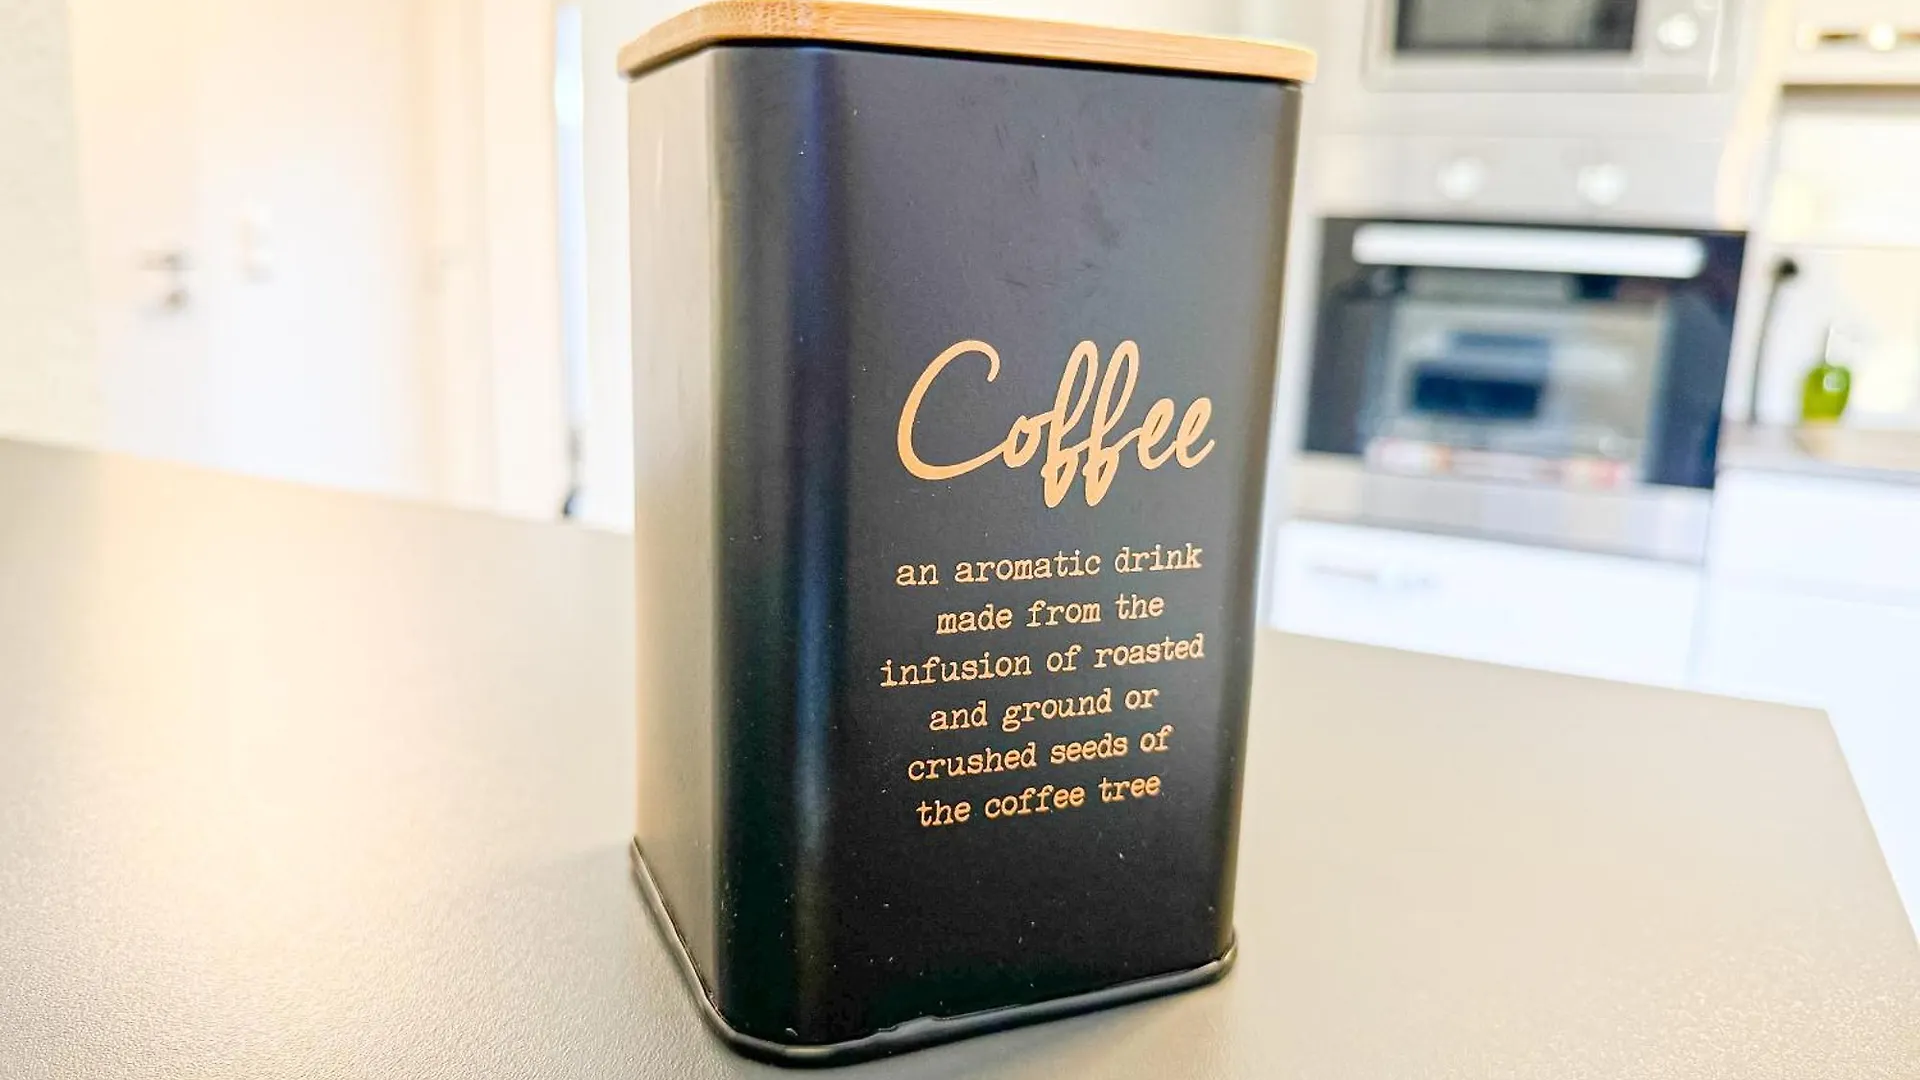 Coffee
an aromatic drink
made from the
infusion of roasted
and ground or
crushed seeds of
the coffee tree